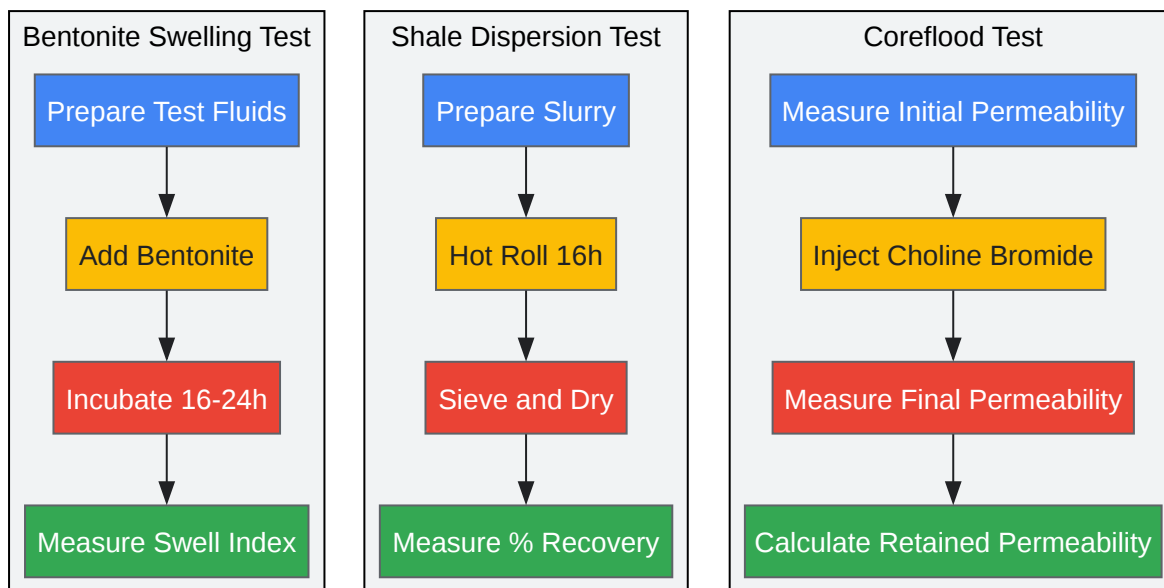 Bentonite Swelling Test
Prepare Test Fluids
Add Bentonite
Incubate 16-24h
Measure Swell Index
Shale Dispersion Test
Prepare Slurry
Hot Roll 16h
Sieve and Dry
Measure % Recovery
Coreflood Test
Measure Initial Permeability
Inject Choline Bromide
Measure Final Permeability
Calculate Retained Permeability